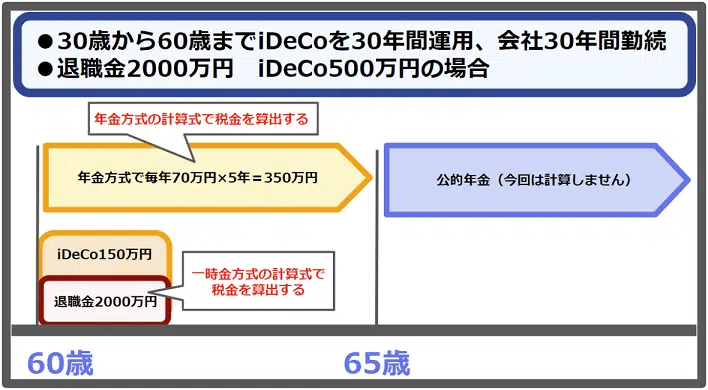 ●30歳から60歳までiDeCoを30年間運用、会社30年間勤続
●退職金2000万円　iDeCo500万円の場合
年金方式の計算式で税金を算出する
年金方式で毎年70万円×5年＝350万円
公的年金（今回は計算しません）
iDeCo150万円
一時金方式の計算式で
税金を算出する
退職金2000万円
60歳
65歳